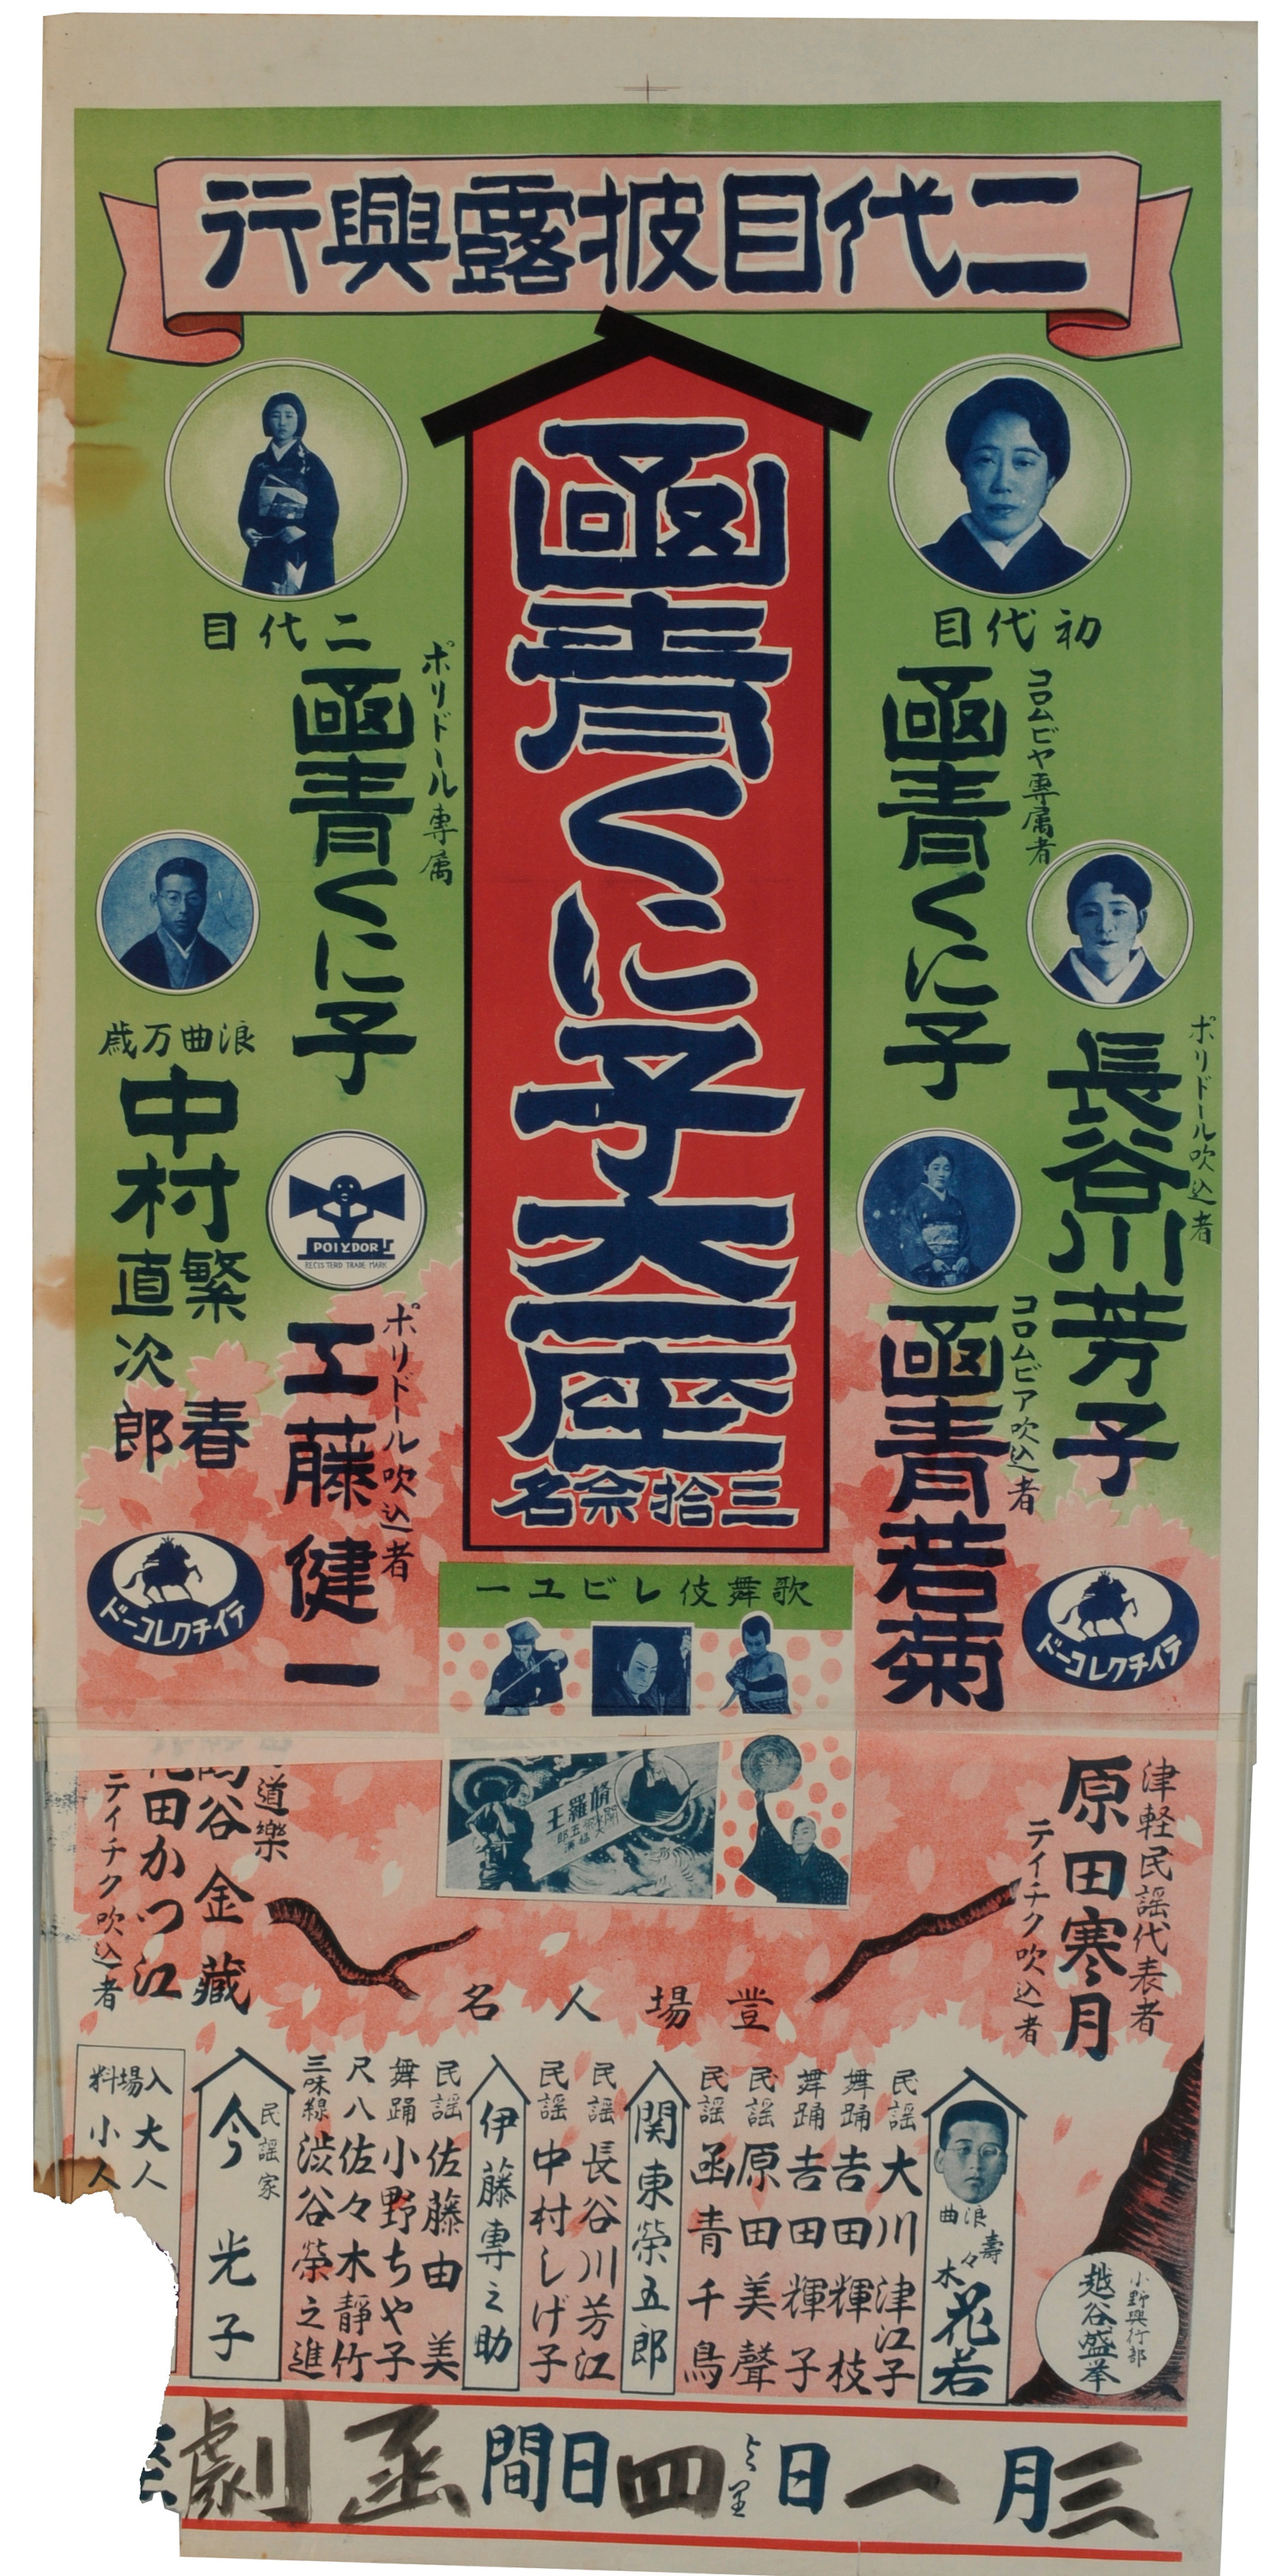 二代目披露興行
初代目
コロムビヤ専属者
函青くに子
ポリドール吹込者
長谷川芳子
コロムビア吹込者
函青若菊
函青くに子大一座
三拾余名
二代目
ポリドール専属
函青くに子
浪曲万歳
中村
繁春
直次郎
POLYDOR
REGISTERD TRADE MARK
ポリドール吹込者
工藤健一
テイチクレコード
テイチクレコード
歌舞伎レビユー
修羅王
津軽民謡代表者
原田寒月
テイチク吹込者
道楽
谷金蔵
田かつ江
テイチク吹込者
登場人名
浪曲
寿々木
花若
民謡 大川津江子
舞踊 吉田輝枝
舞踊 吉田輝子
民謡 原田美聲
民謡 函青千鳥
関東榮五郎
民謡 長谷川芳江
民謡 中村しげ子
伊藤専之助
民謡 佐藤由美
舞踊 小野ちや子
尺八 佐々木静竹
三味線 渋谷榮之進
民謡家
今光子
入場料
大人
小人
小野興行部
越谷盛挙
三月一日より四日間 函劇